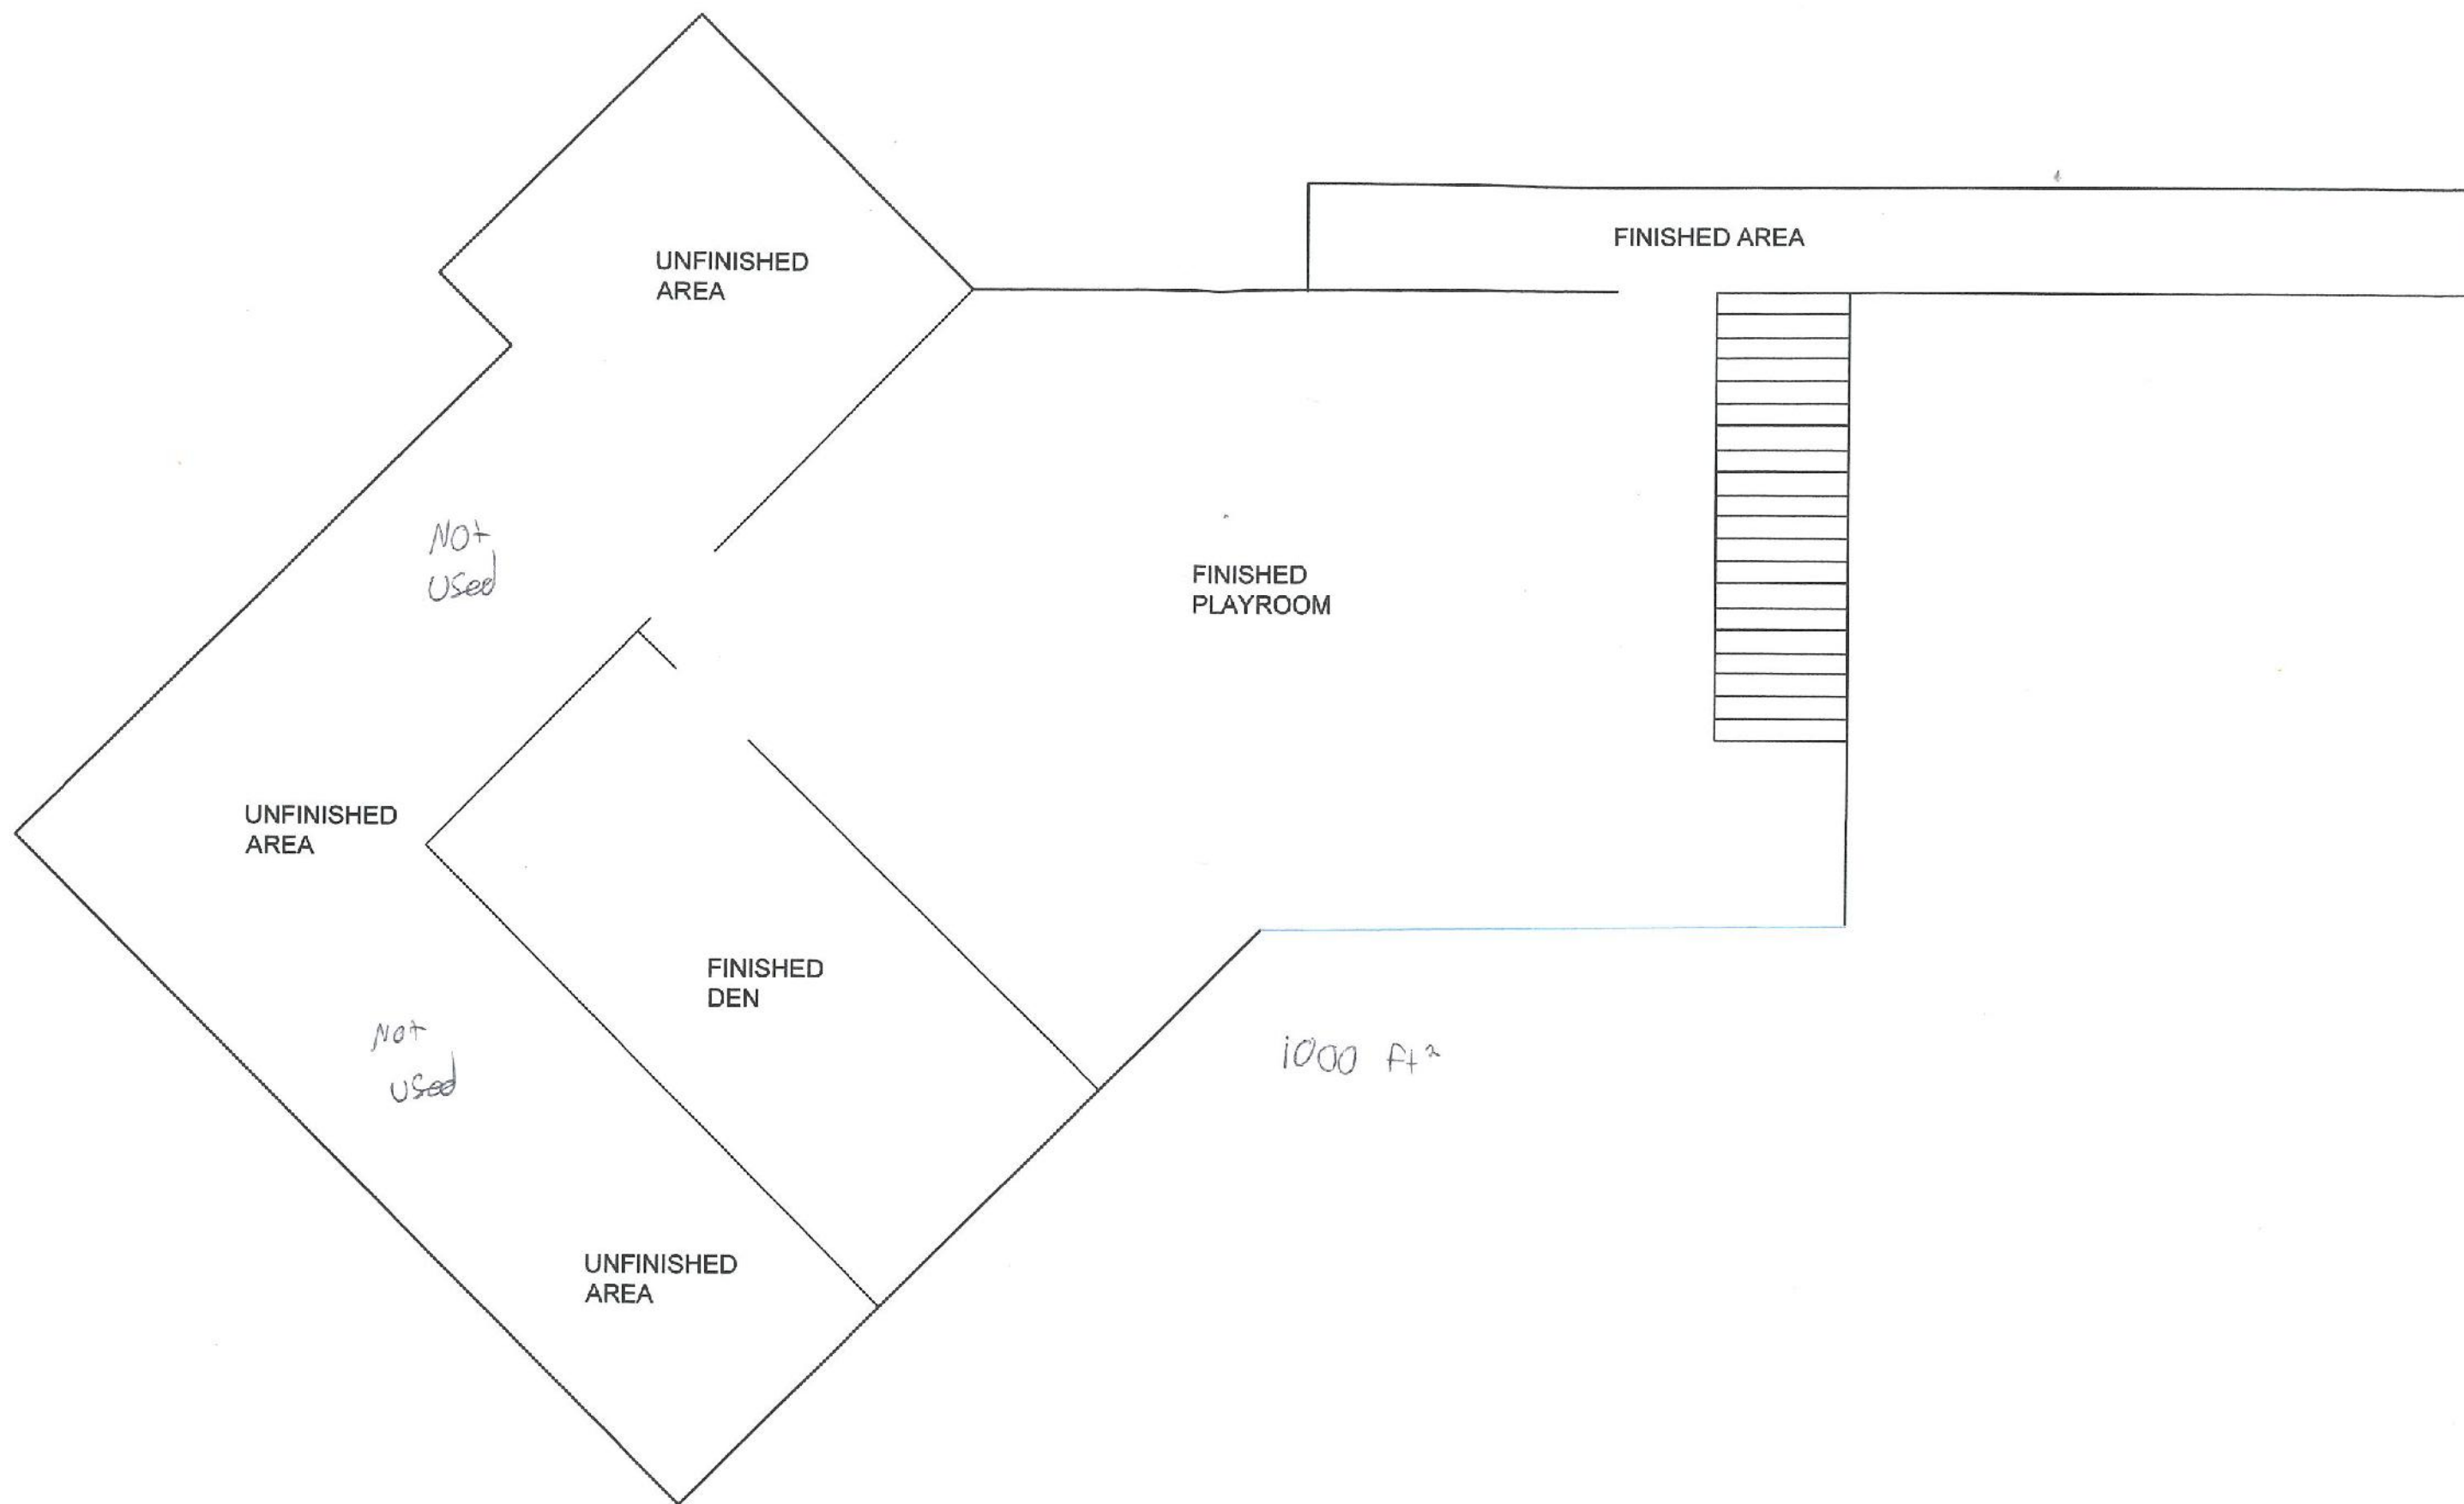 UNFINISHED
AREA
FINISHED AREA
Not
Used
FINISHED
PLAYROOM
UNFINISHED
AREA
FINISHED
DEN
Not
used
1000 ft²
UNFINISHED
AREA